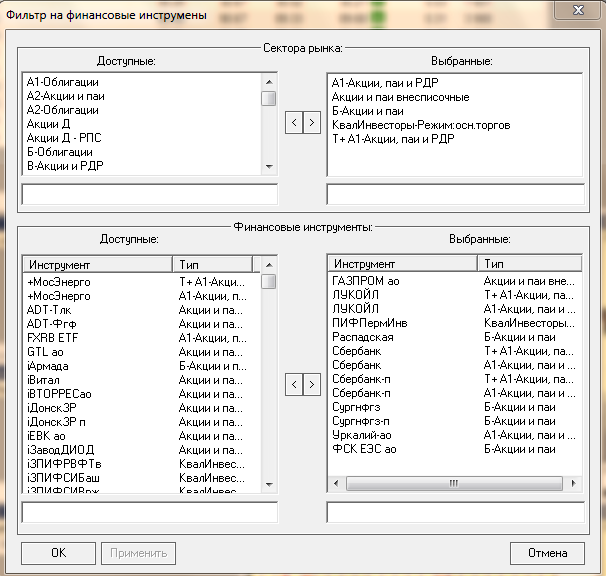 Фильтр на финансовые инструмены
Сектора рынка:
Доступные:
А1-Облигации
А2-Акции и паи
А2-Облигации
Акции Д
Акции Д - РПС
Б-Облигации
В-Акции и РДР
Выбранные:
А1-Акции, паи и РДР
Акции и паи внесписочные
Б-Акции и паи
КвалИнвесторы-Режим:осн.торгов
Т+ А1-Акции, паи и РДР
< >
Финансовые инструменты:
Доступные:
Инструмент Тип
+МосЭнерго Т+ А1-Акци...
+МосЭнерго А1-Акции, п...
ADT-Тлк Акции и па...
ADT-Фгф Акции и па...
FXRB ETF А1-Акции, п...
GTL ао Акции и па...
iАрмада Б-Акции и п...
iВитал Акции и па...
iВТОРРЕСао Акции и па...
iДонскЗР Акции и па...
iДонскЗР п Акции и па...
iЕВК ао Акции и па...
iЗаводДИОД Акции и па...
iЗПИФРВФТв КвалИнвес...
iЗПИФСИБаш КвалИнвес...
iЗПИФСИВрж КвалИнвес...
Выбранные:
Инструмент Тип
ГАЗПРОМ ао Акции и паи вне...
ЛУКОЙЛ Т+ А1-Акции, па...
ЛУКОЙЛ А1-Акции, паи и ...
ПИФПермИнв КвалИнвесторы...
Распадская Б-Акции и паи
Сбербанк Т+ А1-Акции, па...
Сбербанк А1-Акции, паи и ...
Сбербанк-п Т+ А1-Акции, па...
Сбербанк-п А1-Акции, паи и ...
Сургнфгз Б-Акции и паи
Сургнфгз-п Б-Акции и паи
Уркалий-ао А1-Акции, паи и ...
ФСК ЕЭС ао Б-Акции и паи
< >
ОК Применить Отмена